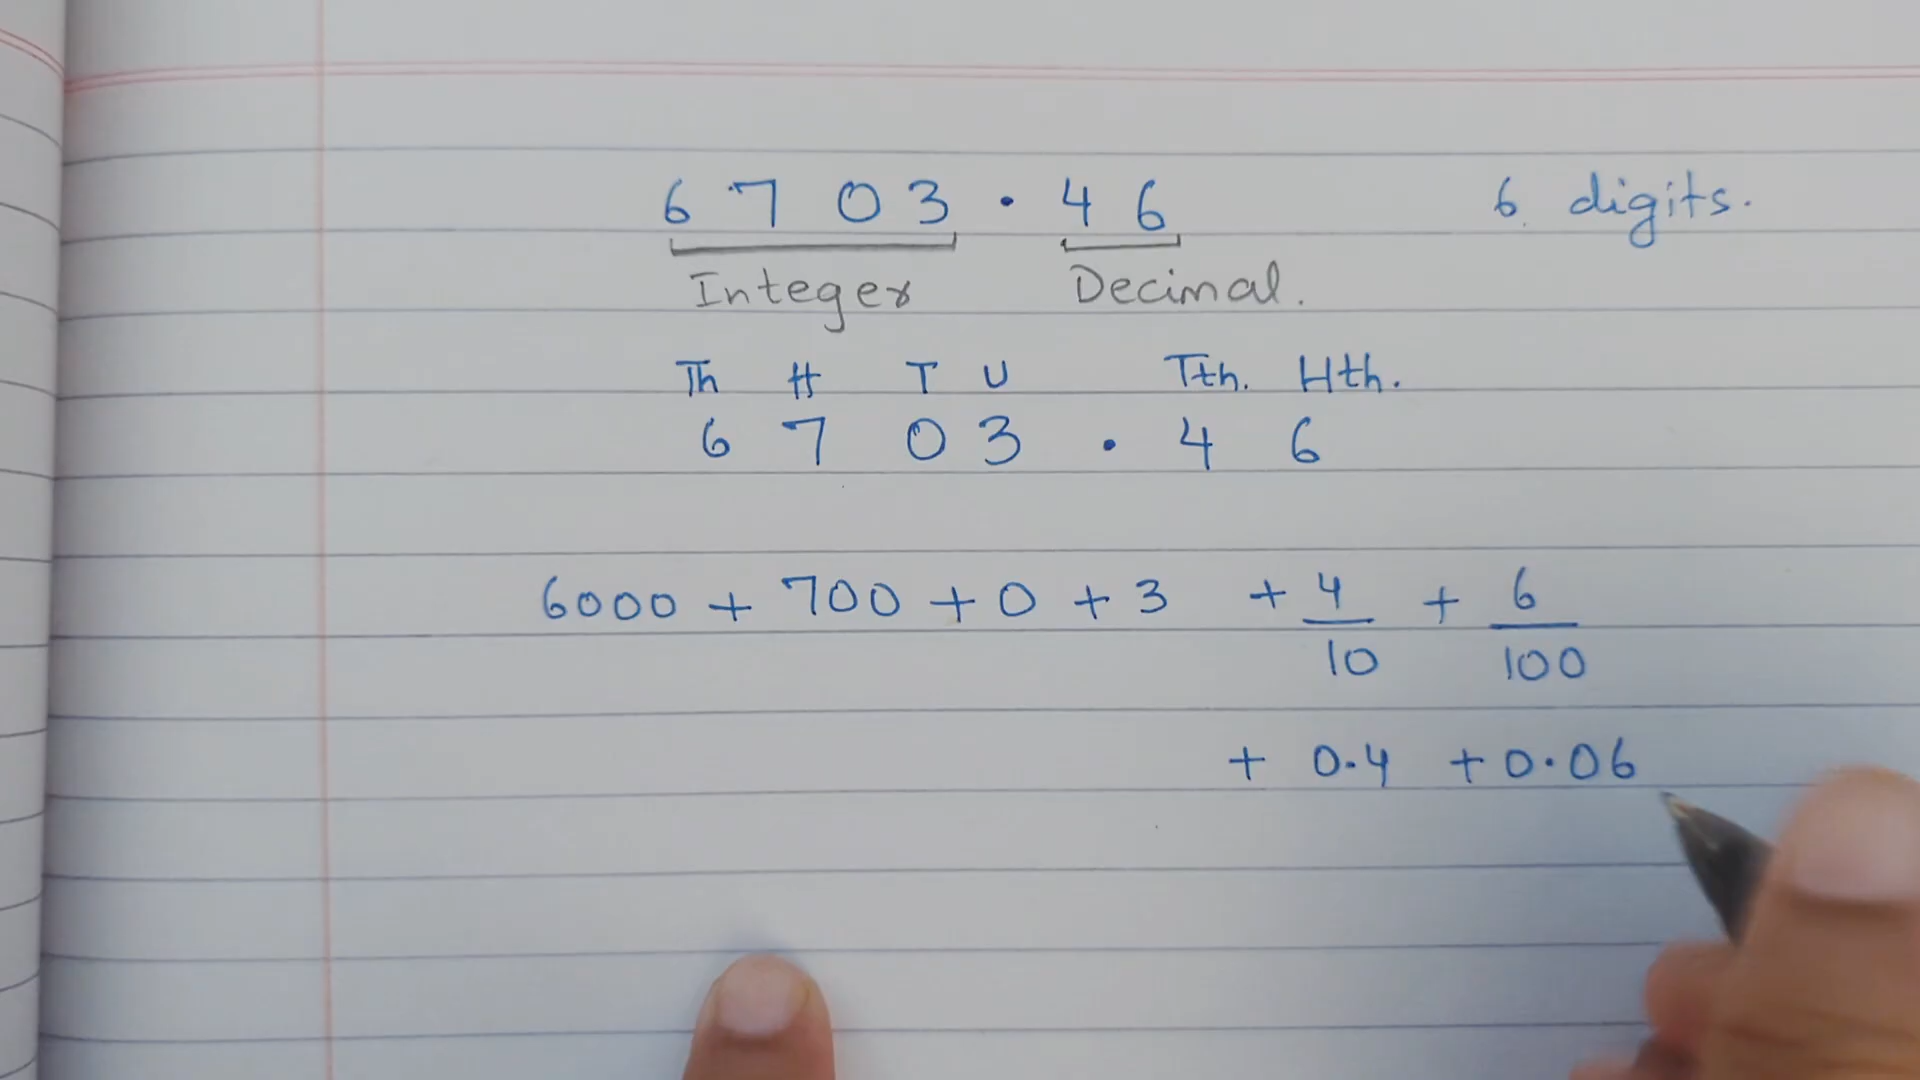 6 7 0 3 . 4 6 6 digits.
Integer Decimal.
Th H T U Tth. Hth.
6 7 0 3 . 4 6
6000 + 700 + 0 + 3 + 4/10 + 6/100
+ 0.4 + 0.06